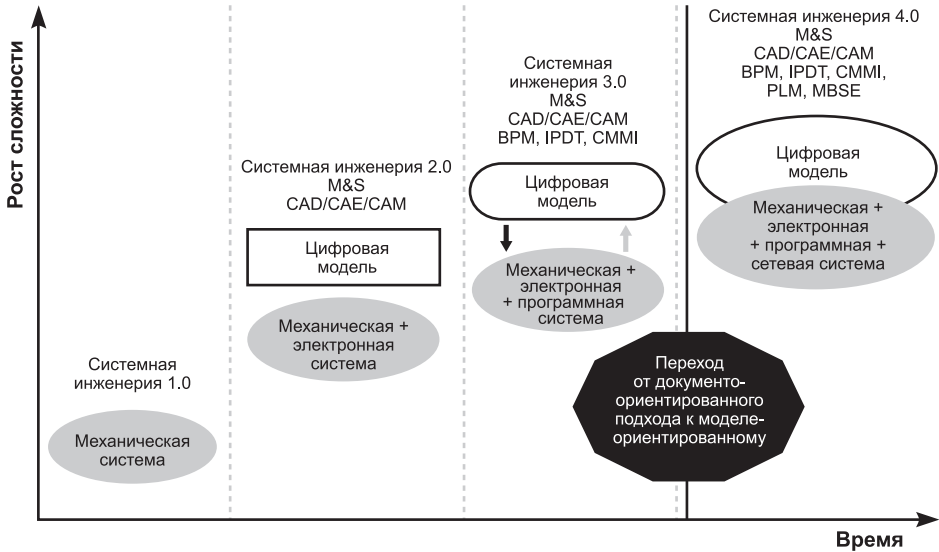 Рост сложности
Системная
инженерия 1.0
Механическая
система
Системная инженерия 2.0
M&S
CAD/CAE/CAM
Цифровая
модель
Механическая +
электронная
система
Системная
инженерия 3.0
M&S
CAD/CAE/CAM
BPM, IPDT, CMMI
Цифровая
модель
Механическая +
электронная
+ программная
система
Системная инженерия 4.0
M&S
CAD/CAE/CAM
BPM, IPDT, CMMI,
PLM, MBSE
Цифровая
модель
Механическая +
электронная
+ программная +
сетевая система
Переход
от документо-
ориентированного
подхода к моделе-
ориентированному
Время